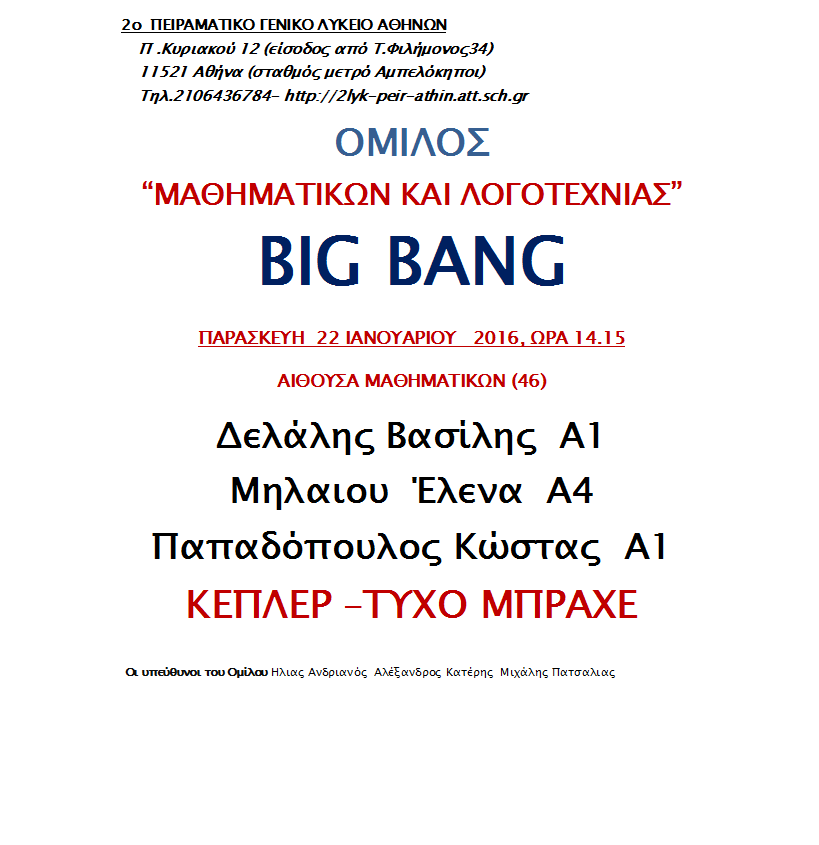 2ο ΠΕΙΡΑΜΑΤΙΚΟ ΓΕΝΙΚΟ ΛΥΚΕΙΟ ΑΘΗΝΩΝ
Π .Κυριακού 12 (είσοδος από Τ.Φιλήμονος34)
11521 Αθήνα (σταθμός μετρό Αμπελόκηποι)
Τηλ.2106436784- http://2lyk-peir-athin.att.sch.gr
ΟΜΙΛΟΣ
“ΜΑΘΗΜΑΤΙΚΩΝ ΚΑΙ ΛΟΓΟΤΕΧΝΙΑΣ”
BIG BANG
ΠΑΡΑΣΚΕΥΗ 22 ΙΑΝΟΥΑΡΙΟΥ 2016, ΩΡΑ 14.15
ΑΙΘΟΥΣΑ ΜΑΘΗΜΑΤΙΚΩΝ (46)
Δελάλης Βασίλης Α1
Μηλαιου Έλενα Α4
Παπαδόπουλος Κώστας Α1
ΚΕΠΛΕΡ –ΤΥΧΟ ΜΠΡΑΧΕ
Οι υπεύθυνοι του Ομίλου Ηλιας Ανδριανός Αλέξανδρος Κατέρης Μιχάλης Πατσαλιας